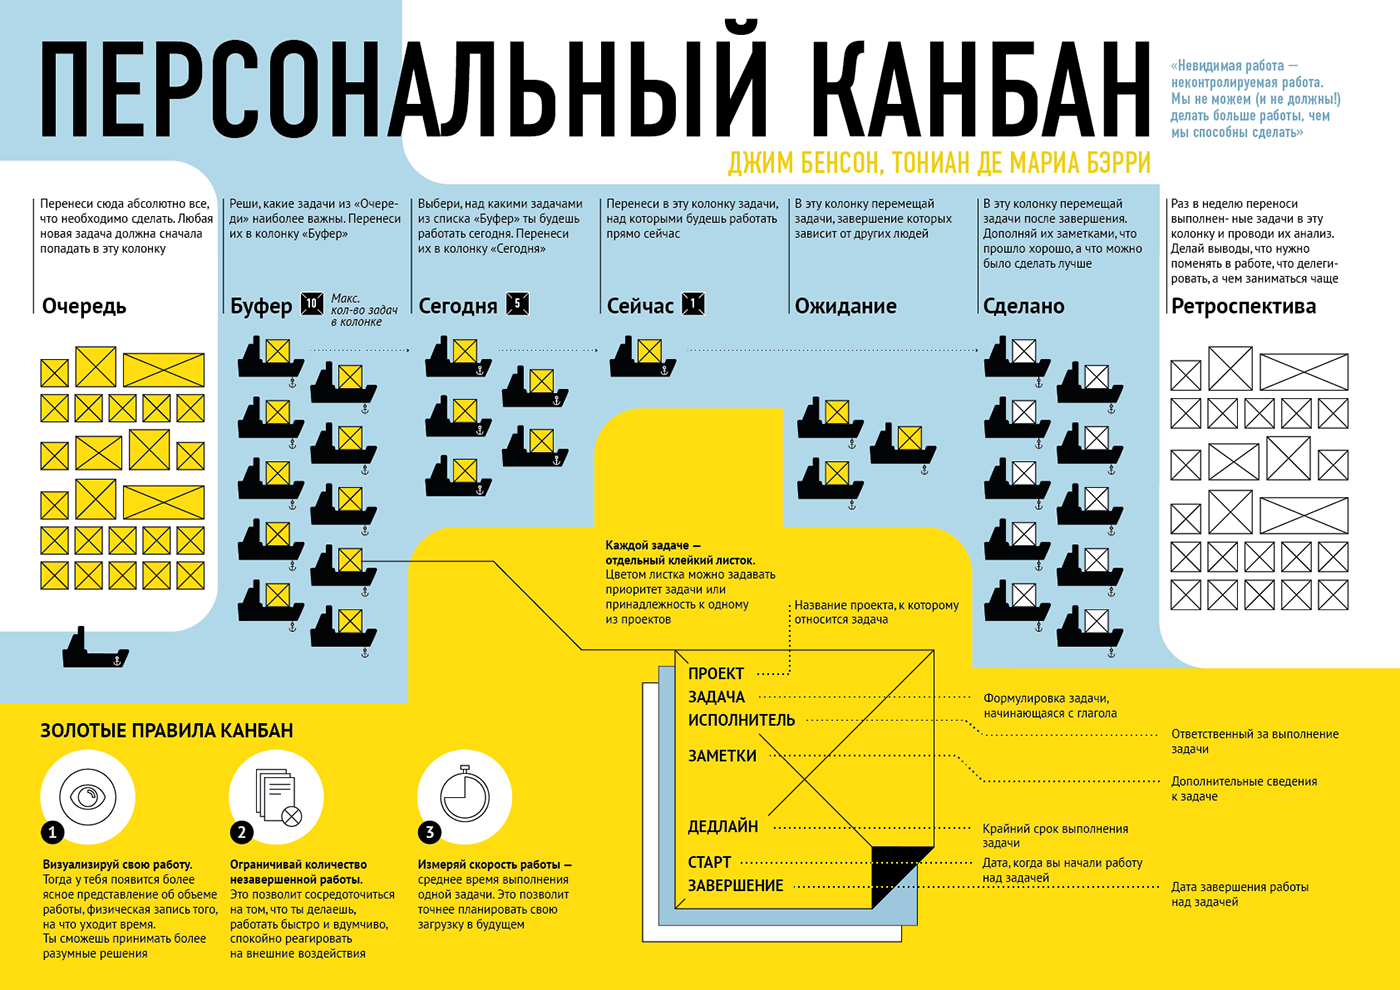 ПЕРСОНАЛЬНЫЙ КАНБАН
ДЖИМ БЕНСОН, ТОНИАН ДЕ МАРИА БЭРРИ
«Невидимая работа —
неконтролируемая работа.
Мы не можем (и не должны!)
делать больше работы, чем
мы способны сделать»
Перенеси сюда абсолютно все,
что необходимо сделать. Любая
новая задача должна сначала
попадать в эту колонку
Очередь
Реши, какие задачи из «Очере-
ди» наиболее важны. Перенеси
их в колонку «Буфер»
Буфер
10
Макс.
кол-во задач
в колонке
Выбери, над какими задачами
из списка «Буфер» ты будешь
работать сегодня. Перенеси
их в колонку «Сегодня»
Сегодня
5
Перенеси в эту колонку задачи,
над которыми будешь работать
прямо сейчас
Сейчас
1
В эту колонку перемещай
задачи, завершение которых
зависит от других людей
Ожидание
В эту колонку перемещай
задачи после завершения.
Дополняй их заметками, что
прошло хорошо, а что можно
было сделать лучше
Сделано
Раз в неделю переноси
выполнен- ные задачи в эту
колонку и проводи их анализ.
Делай выводы, что нужно
поменять в работе, что делеги-
ровать, а чем заниматься чаще
Ретроспектива
Каждой задаче —
отдельный клейкий листок.
Цветом листка можно задавать
приоритет задачи или
принадлежность к одному
из проектов
Название проекта, к которому
относится задача
ПРОЕКТ
ЗАДАЧА
ИСПОЛНИТЕЛЬ
ЗАМЕТКИ
ДЕДЛАЙН
СТАРТ
ЗАВЕРШЕНИЕ
Формулировка задачи,
начинающаяся с глагола
Ответственный за выполнение
задачи
Дополнительные сведения
к задаче
Крайний срок выполнения
задачи
Дата, когда вы начали работу
над задачей
Дата завершения работы
над задачей
ЗОЛОТЫЕ ПРАВИЛА КАНБАН
1
Визуализируй свою работу.
Тогда у тебя появится более
ясное представление об объеме
работы, физическая запись того,
на что уходит время.
Ты сможешь принимать более
разумные решения
2
Ограничивай количество
незавершенной работы.
Это позволит сосредоточиться
на том, что ты делаешь,
работать быстро и вдумчиво,
спокойно реагировать
на внешние воздействия
3
Измеряй скорость работы —
среднее время выполнения
одной задачи. Это позволит
точнее планировать свою
загрузку в будущем